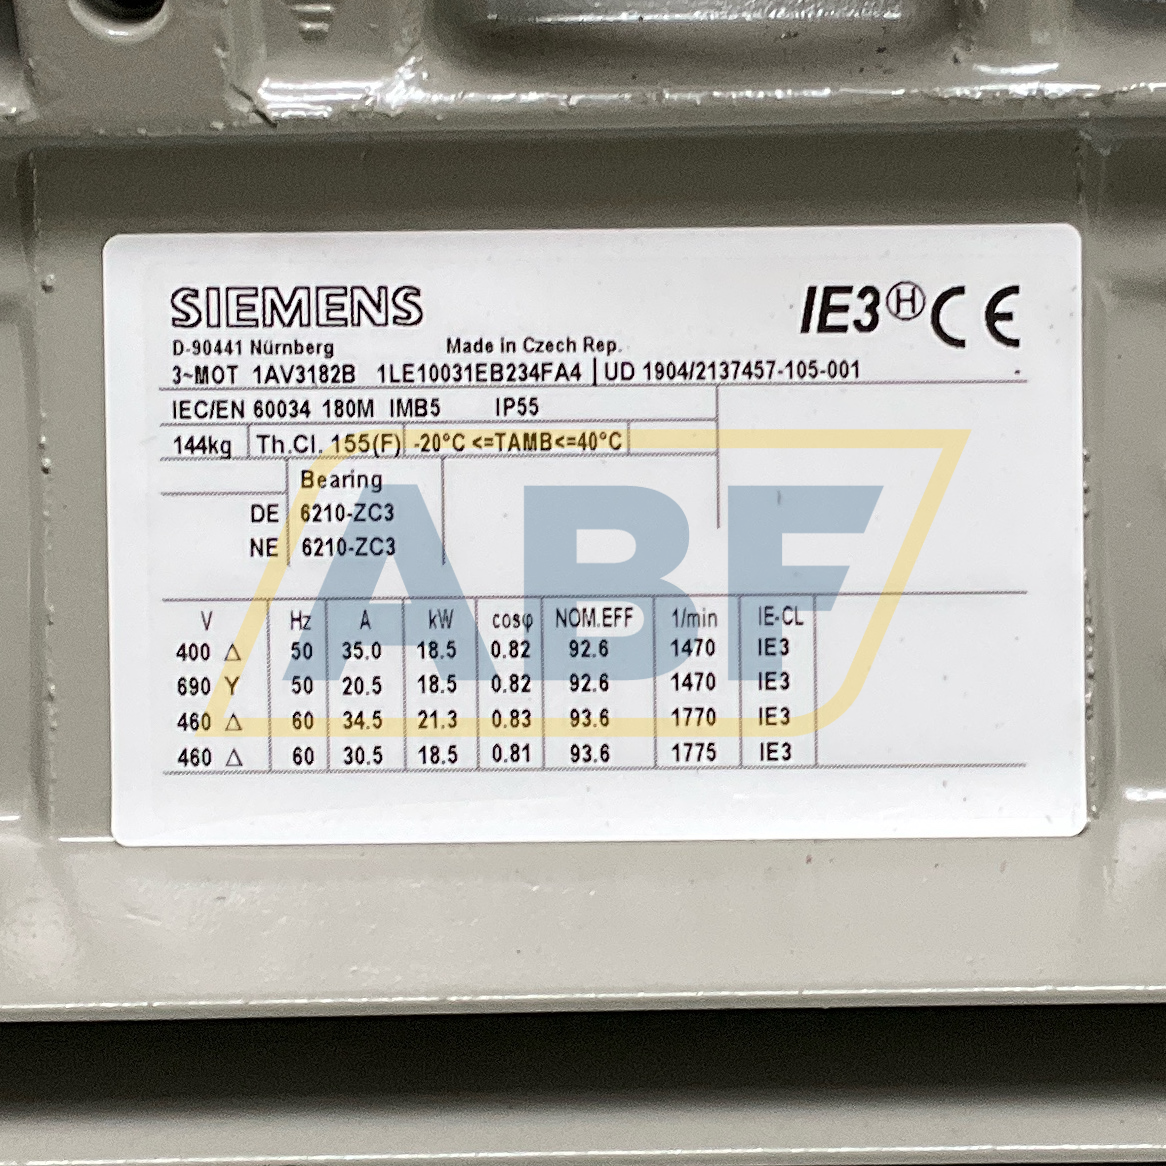 SIEMENS IE3 H CE
D-90441 Nürnberg Made in Czech Rep.
3~MOT 1AV3182B 1LE10031EB234FA4 UD 1904/2137457-105-001
IEC/EN 60034 180M IMB5 IP55
144kg Th.Cl. 155(F) -20°C <=TAMB<=40°C
Bearing
DE 6210-ZC3
NE 6210-ZC3
V Hz A kW cosφ NOM.EFF 1/min IE-CL
400 Δ 50 35.0 18.5 0.82 92.6 1470 IE3
690 Y 50 20.5 18.5 0.82 92.6 1470 IE3
460 Δ 60 34.5 21.3 0.83 93.6 1770 IE3
460 Δ 60 30.5 18.5 0.81 93.6 1775 IE3
ABF